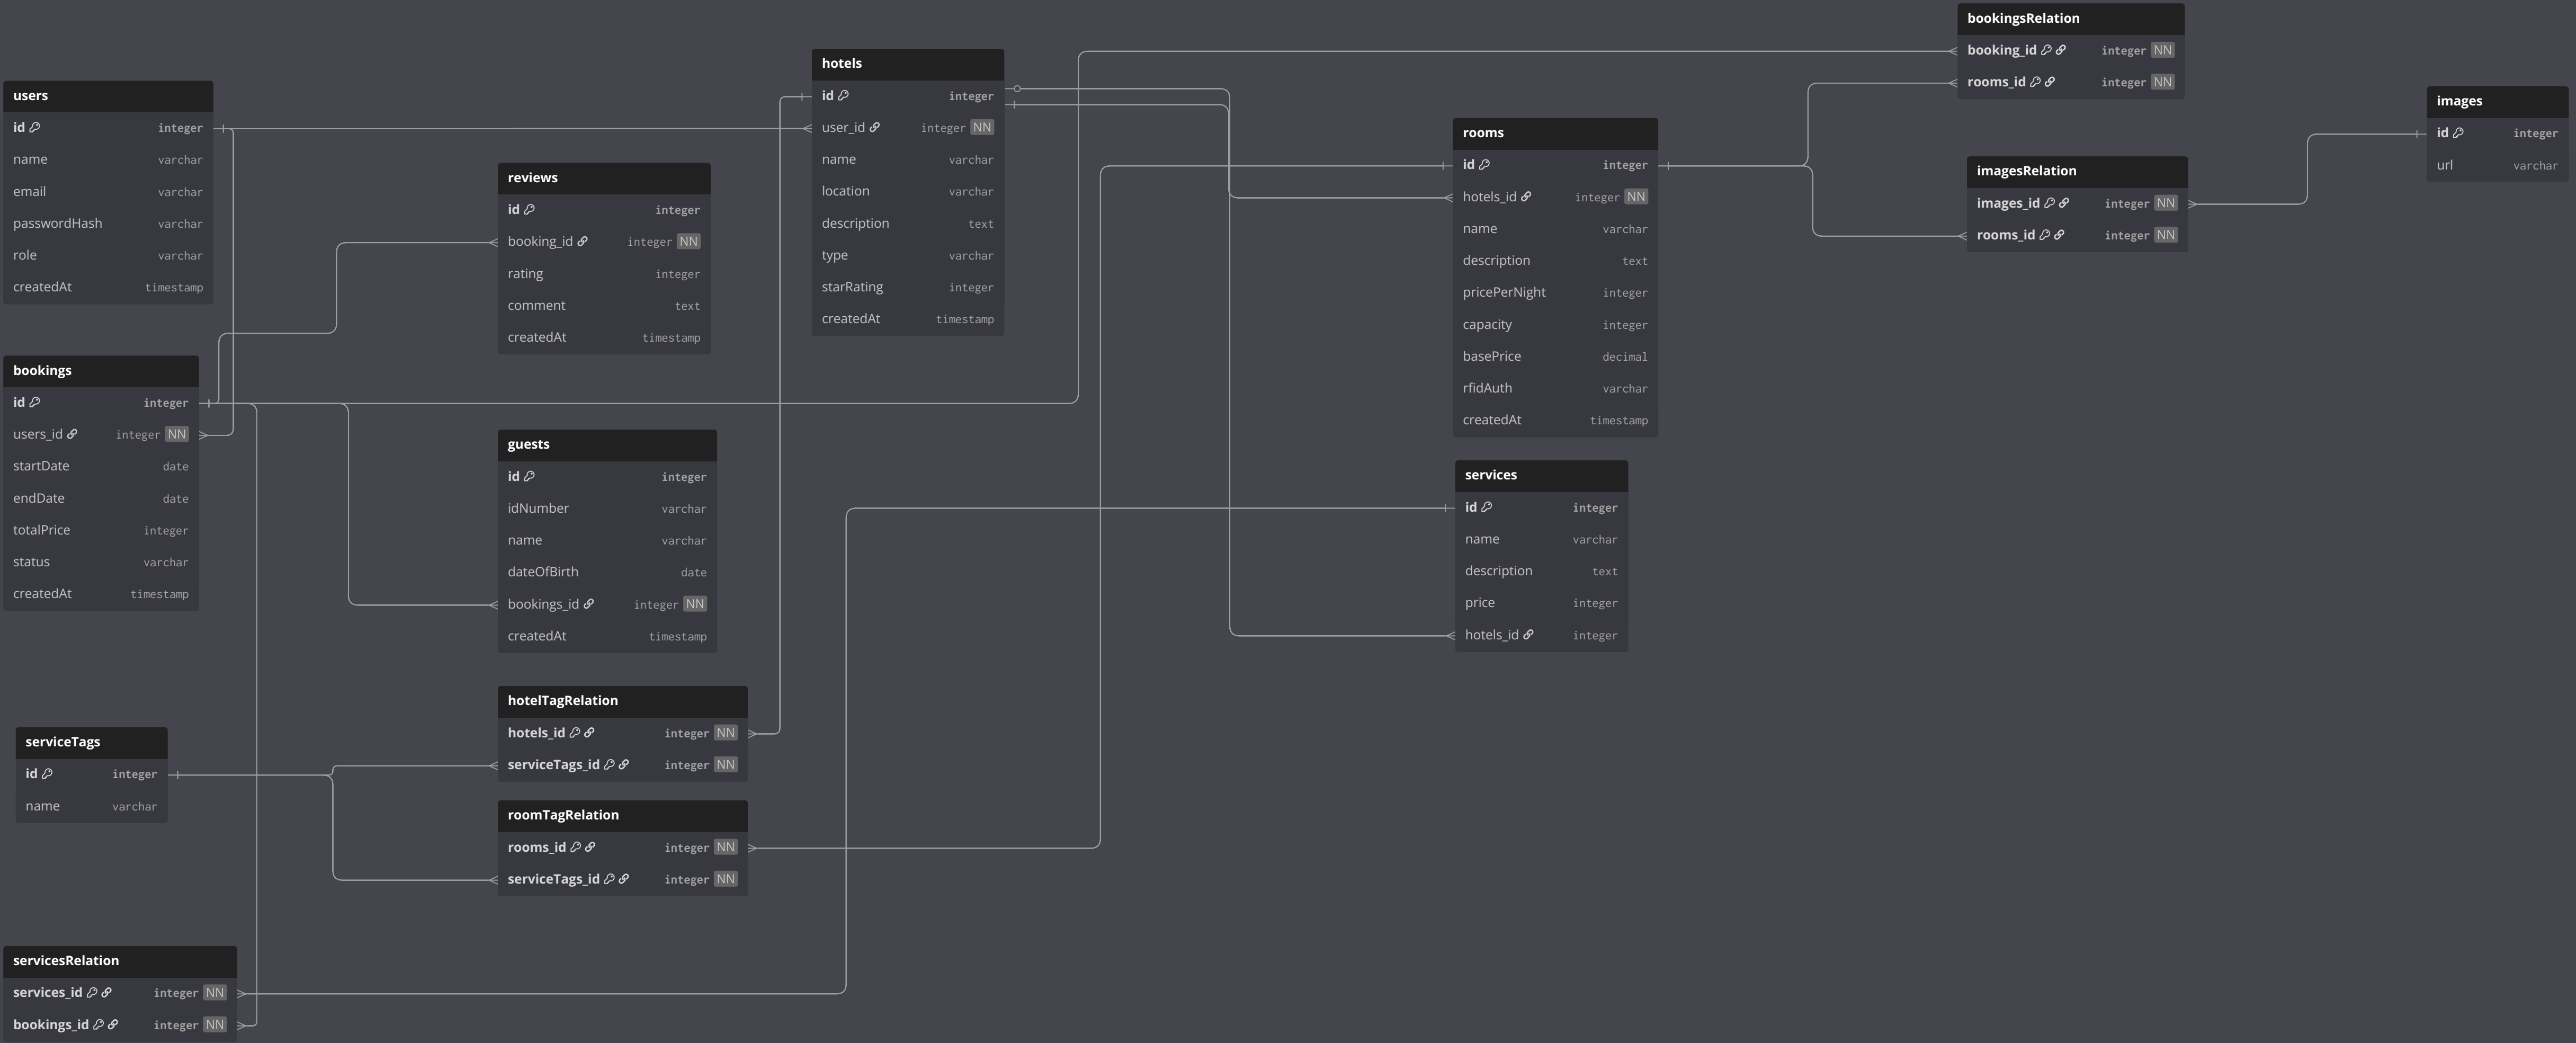 users
id integer
name varchar
email varchar
passwordHash varchar
role varchar
createdAt timestamp
bookings
id integer
users_id integer NN
startDate date
endDate date
totalPrice integer
status varchar
createdAt timestamp
serviceTags
id integer
name varchar
servicesRelation
services_id integer NN
bookings_id integer NN
reviews
id integer
booking_id integer NN
rating integer
comment text
createdAt timestamp
guests
id integer
idNumber varchar
name varchar
dateOfBirth date
bookings_id integer NN
createdAt timestamp
hotelTagRelation
hotels_id integer NN
serviceTags_id integer NN
roomTagRelation
rooms_id integer NN
serviceTags_id integer NN
hotels
id integer
user_id integer NN
name varchar
location varchar
description text
type varchar
starRating integer
createdAt timestamp
rooms
id integer
hotels_id integer NN
name varchar
description text
pricePerNight integer
capacity integer
basePrice decimal
rfidAuth varchar
createdAt timestamp
services
id integer
name varchar
description text
price integer
hotels_id integer
bookingsRelation
booking_id integer NN
rooms_id integer NN
imagesRelation
images_id integer NN
rooms_id integer NN
images
id integer
url varchar